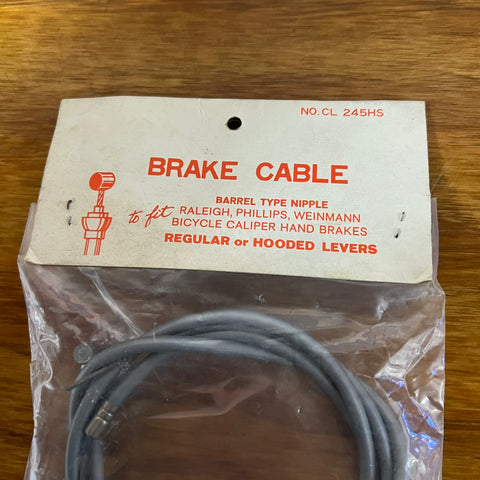 NO. CL 245HS
BRAKE CABLE
BARREL TYPE NIPPLE
to fit RALEIGH, PHILLIPS, WEINMANN
BICYCLE CALIPER HAND BRAKES
REGULAR or HOODED LEVERS